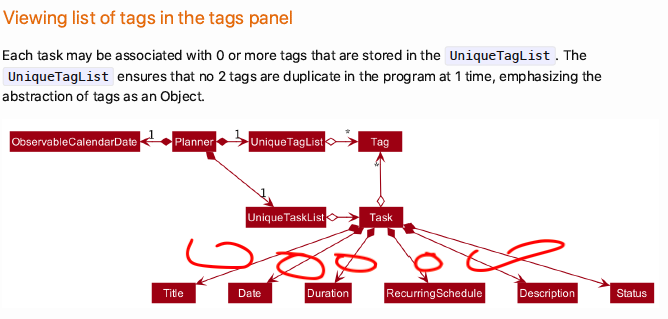 Viewing list of tags in the tags panel
Each task may be associated with 0 or more tags that are stored in the UniqueTagList. The
UniqueTagList ensures that no 2 tags are duplicate in the program at 1 time, emphasizing the
abstraction of tags as an Object.
ObservableCalendarDate 1 Planner 1 UniqueTagList * Tag
*
1
UniqueTaskList Task
Title Date Duration RecurringSchedule Description Status